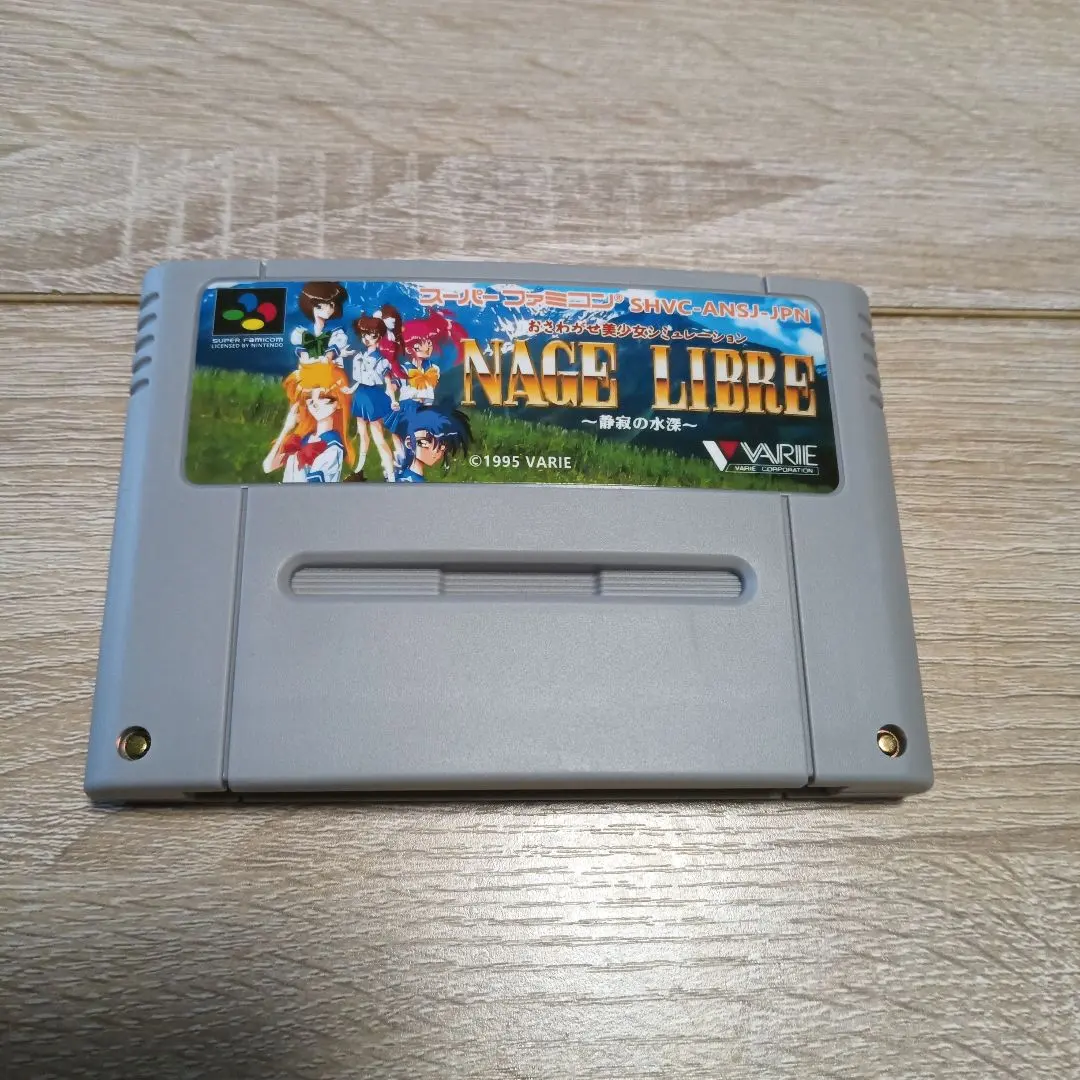 スーパーファミコン® SHVC-ANSJ-JPN
SUPER FAMICOM
LICENSED BY NINTENDO
おさわがせ美少女シミュレーション
NAGE LIBRE
〜静寂の水深〜
©1995 VARIE
VARIE
VARIE CORPORATION